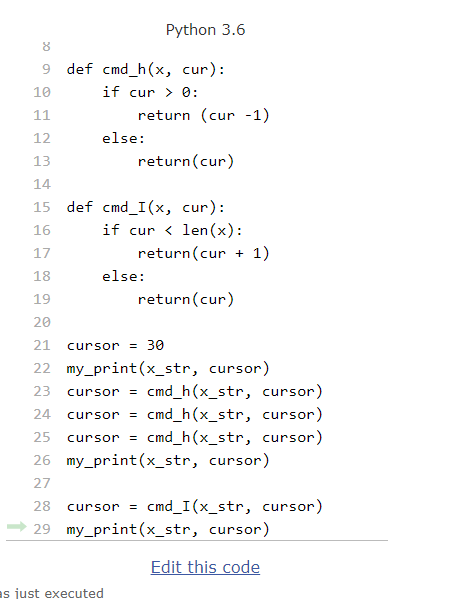 Python 3.6
8
9 def cmd_h(x, cur):
10     if cur > 0:
11         return (cur -1)
12     else:
13         return(cur)
14
15 def cmd_I(x, cur):
16     if cur < len(x):
17         return(cur + 1)
18     else:
19         return(cur)
20
21 cursor = 30
22 my_print(x_str, cursor)
23 cursor = cmd_h(x_str, cursor)
24 cursor = cmd_h(x_str, cursor)
25 cursor = cmd_h(x_str, cursor)
26 my_print(x_str, cursor)
27
28 cursor = cmd_I(x_str, cursor)
29 my_print(x_str, cursor)
Edit this code
as just executed